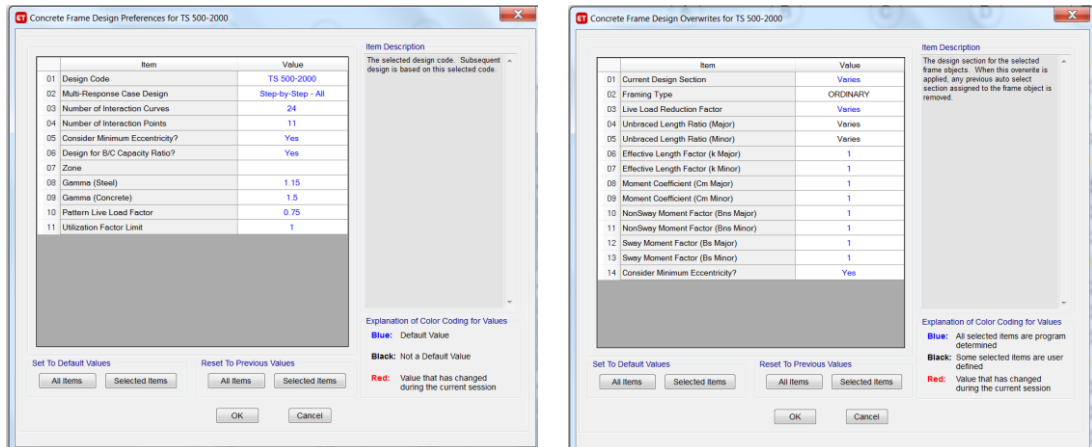 Concrete Frame Design Preferences for TS 500-2000
Item Value
01 Design Code TS 500-2000
02 Multi-Response Case Design Step-by-Step - All
03 Number of Interaction Curves 24
04 Number of Interaction Points 11
05 Consider Minimum Eccentricity? Yes
06 Design for B/C Capacity Ratio? Yes
07 Zone
08 Gamma (Steel) 1.15
09 Gamma (Concrete) 1.5
10 Pattern Live Load Factor 0.75
11 Utilization Factor Limit 1
Item Description
The selected design code. Subsequent
design is based on this selected code.
Explanation of Color Coding for Values
Blue: Default Value
Black: Not a Default Value
Red: Value that has changed
during the current session
Set To Default Values
All Items Selected Items
Reset To Previous Values
All Items Selected Items
OK Cancel
Concrete Frame Design Overwrites for TS 500-2000
Item Value
01 Current Design Section Varies
02 Framing Type ORDINARY
03 Live Load Reduction Factor Varies
04 Unbraced Length Ratio (Major) Varies
05 Unbraced Length Ratio (Minor) Varies
06 Effective Length Factor (k Major) 1
07 Effective Length Factor (k Minor) 1
08 Moment Coefficient (Cm Major) 1
09 Moment Coefficient (Cm Minor) 1
10 NonSway Moment Factor (Bns Major) 1
11 NonSway Moment Factor (Bns Minor) 1
12 Sway Moment Factor (Bs Major) 1
13 Sway Moment Factor (Bs Minor) 1
14 Consider Minimum Eccentricity? Yes
Item Description
The design section for the selected
frame objects. When this overwrite is
applied, any previous auto select
section assigned to the frame object is
removed.
Explanation of Color Coding for Values
Blue: All selected items are program
determined
Black: Some selected items are user
defined
Red: Value that has changed
during the current session
Set To Default Values
All Items Selected Items
Reset To Previous Values
All Items Selected Items
OK Cancel